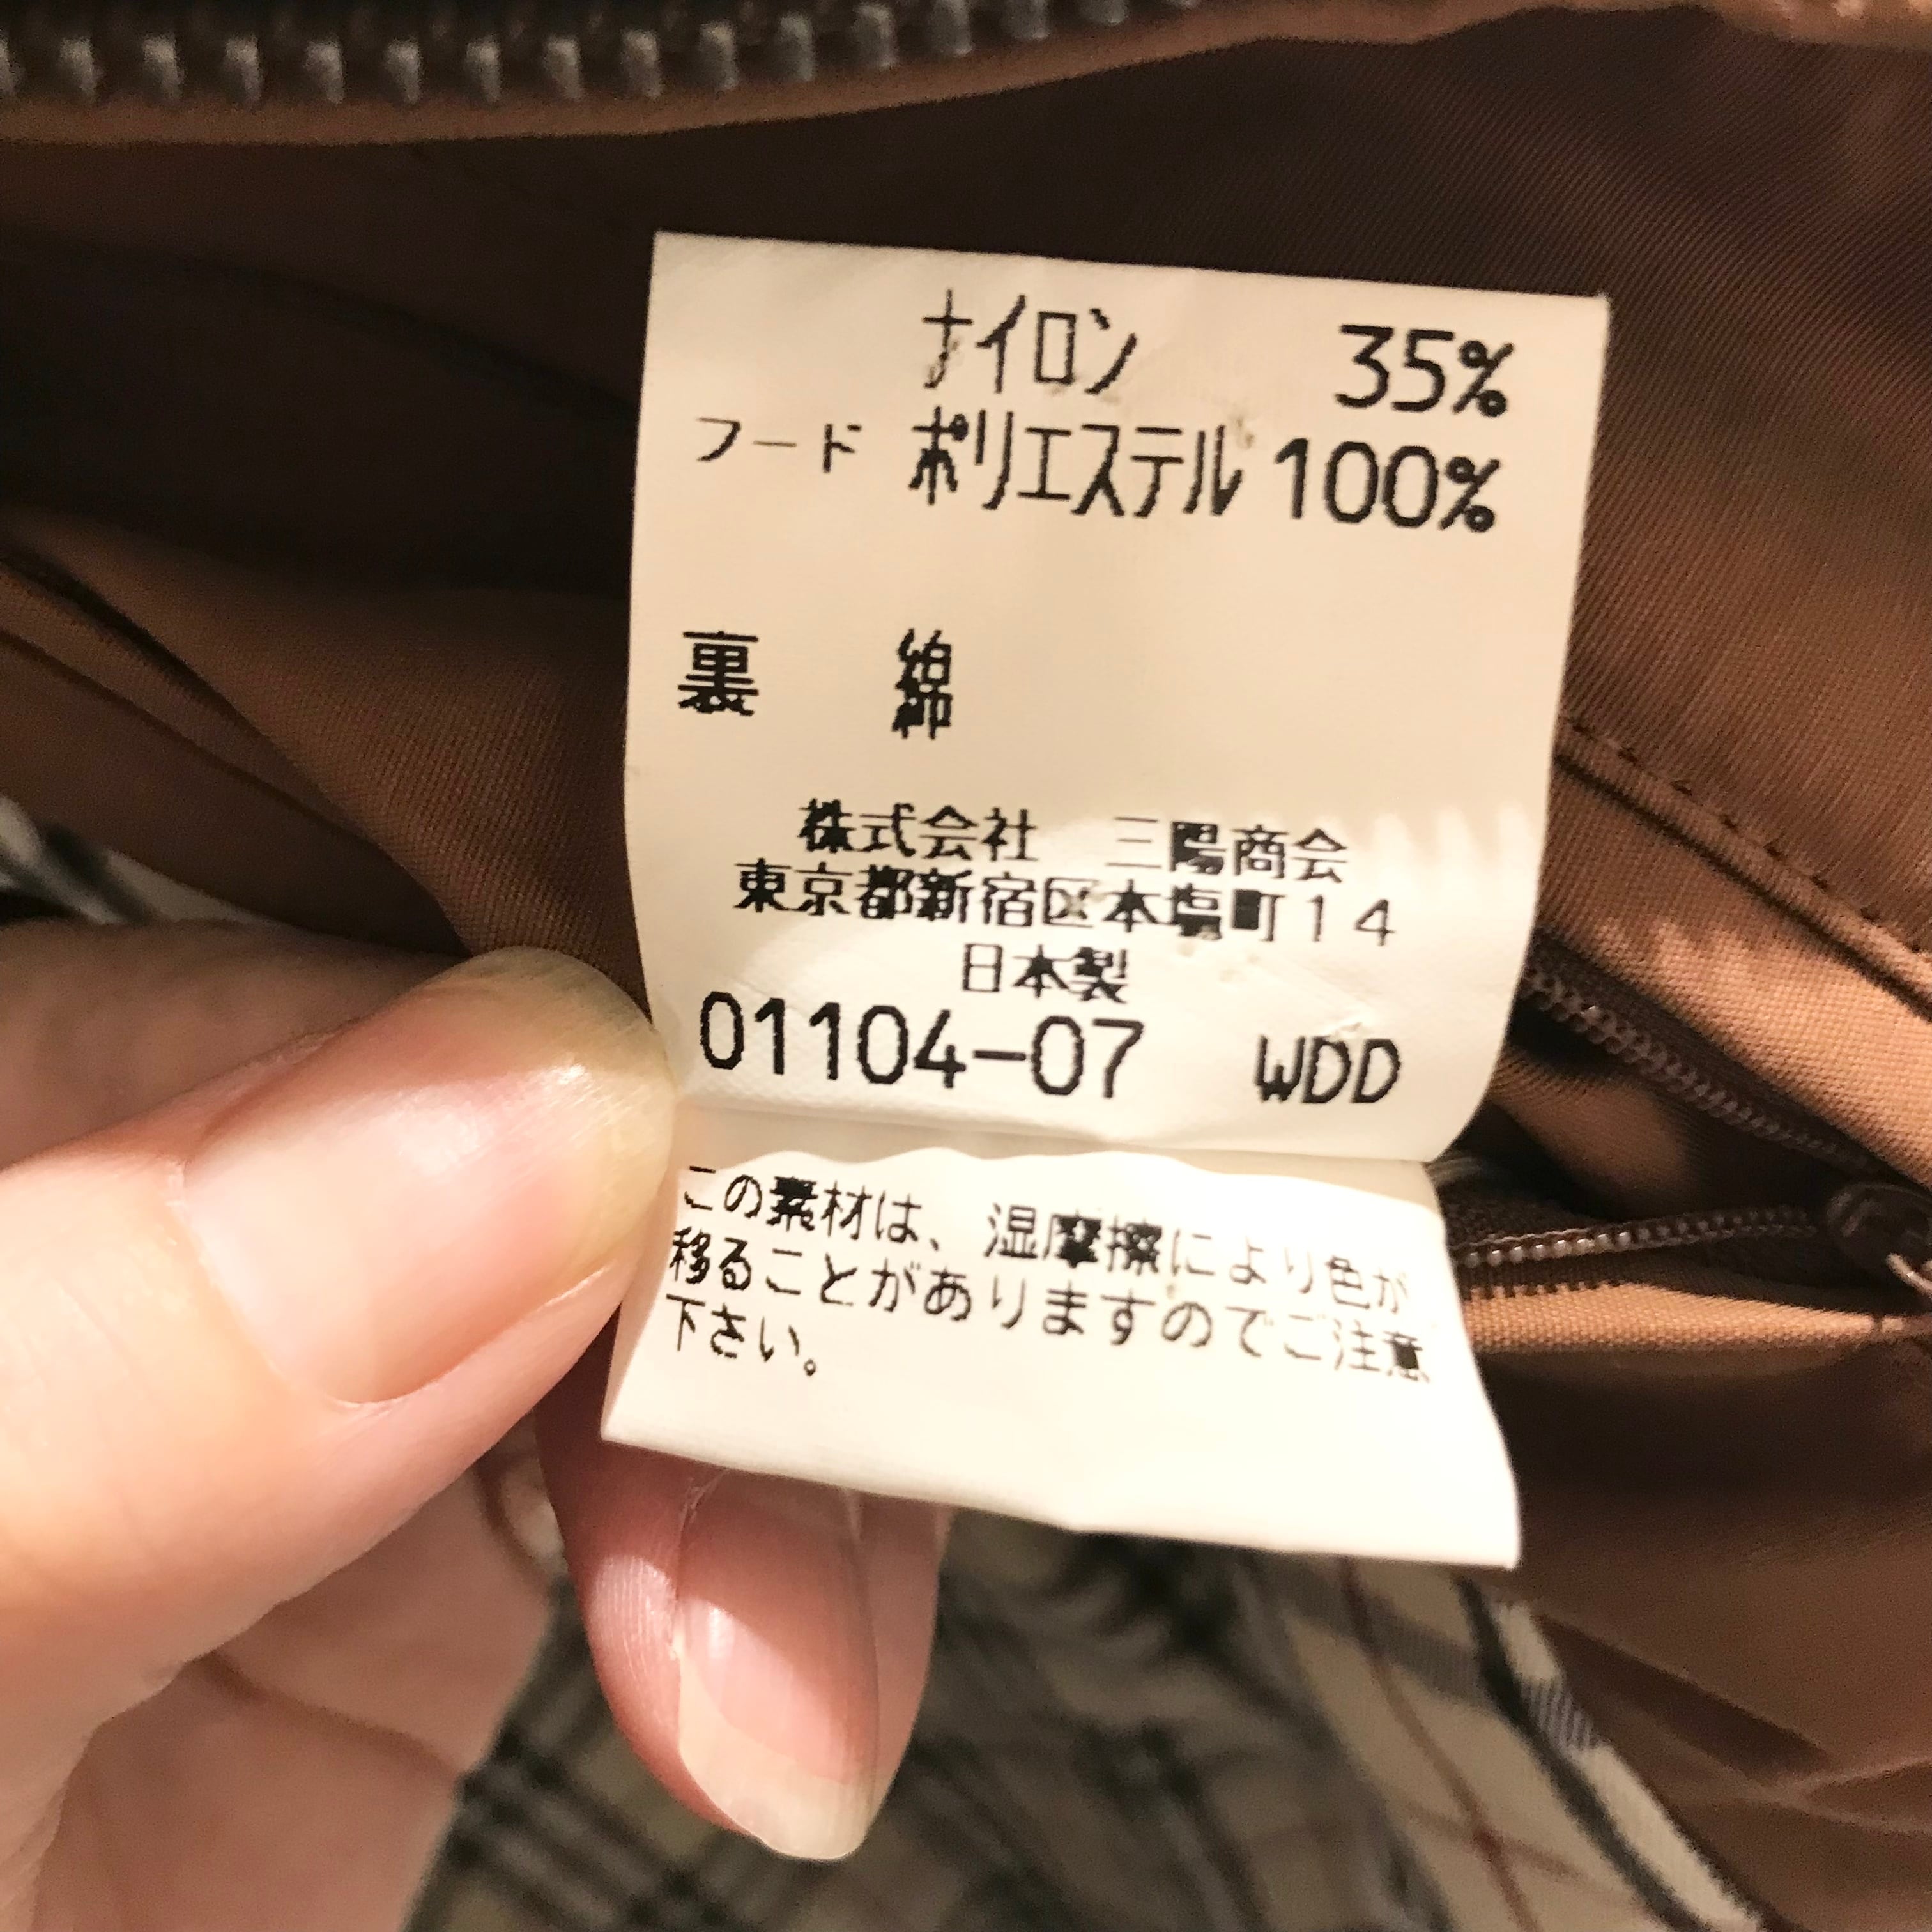 ナイロン 35%
フード ポリエステル 100%
裏 綿
株式会社 三陽商会
東京都新宿区本塩町14
日本製
01104-07 WDD
この素材は、湿摩擦により色が
移ることがありますのでご注意
下さい。